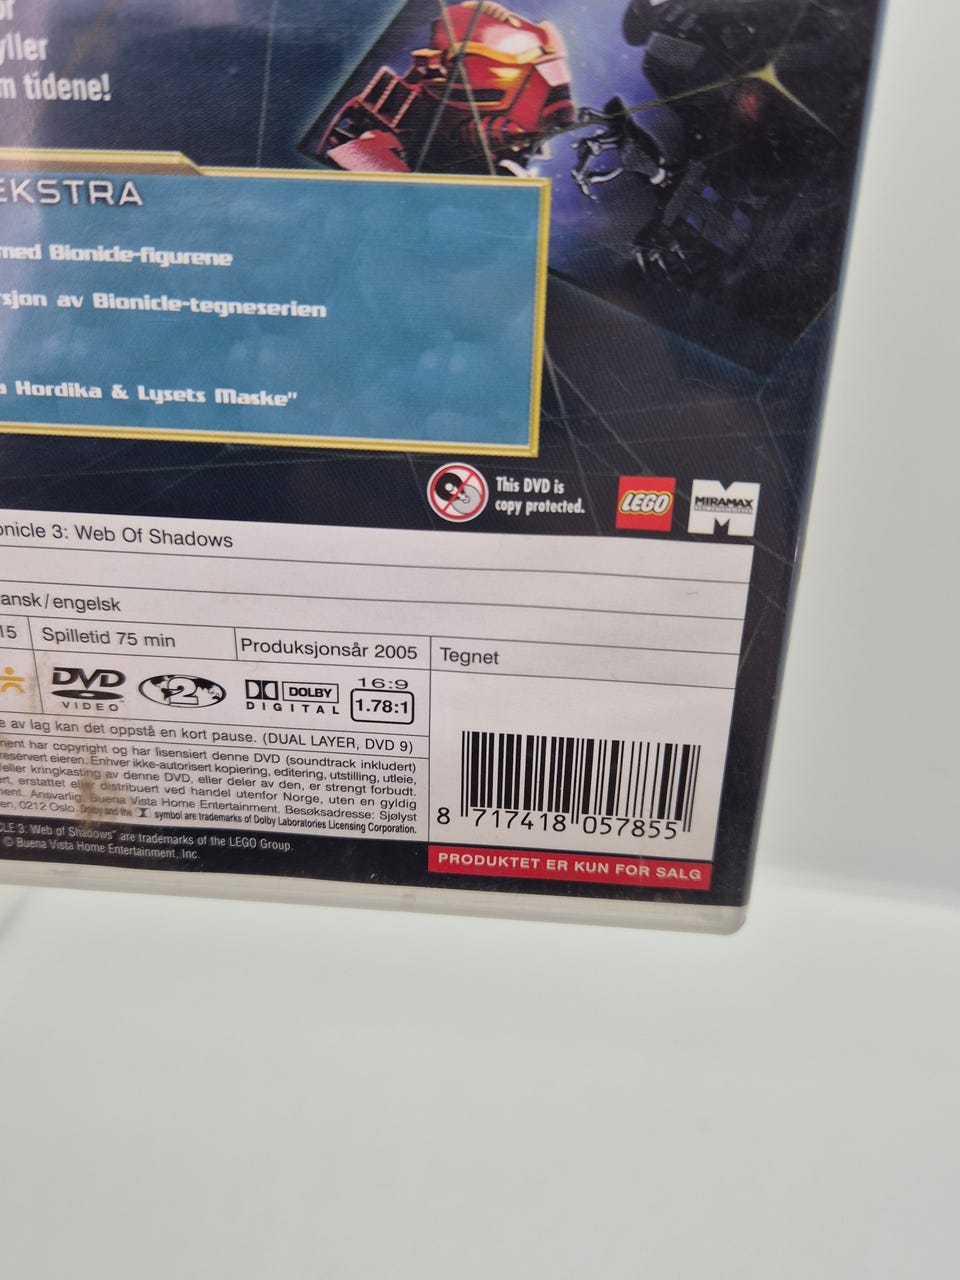 yller
m tidene!
EKSTRA
med Bionicle-figurene
rsjon av Bionicle-tegneserien
Hordika & Lysets Maske"
This DVD is
copy protected.
LEGO
MIRAMAX
onicle 3: Web Of Shadows
ansk/engelsk
15
Spilletid 75 min
Produksjonsår 2005
Tegnet
DVD
VIDEO
2
DOLBY
DIGITAL
16:9
1.78:1
e av lag kan det oppstå en kort pause. (DUAL LAYER, DVD 9)
ment har copyright og har lisensiert denne DVD (soundtrack inkludert)
reservert eieren. Enhver ikke-autorisert kopiering, editering, utstilling, utleie,
eller kringkasting av denne DVD, eller deler av den, er strengt forbudt.
ert, erstattet eller distribuert ved handel utenfor Norge, uten en gyldig
ment. Ansvarlig: Buena Vista Home Entertainment. Besøksadresse: Sjølyst
en, 0212 Oslo. Dolby and the symbol are trademarks of Dolby Laboratories Licensing Corporation.
CLE 3: Web of Shadows" are trademarks of the LEGO Group.
© Buena Vista Home Entertainment, Inc.
8 717418 057855
PRODUKTET ER KUN FOR SALG